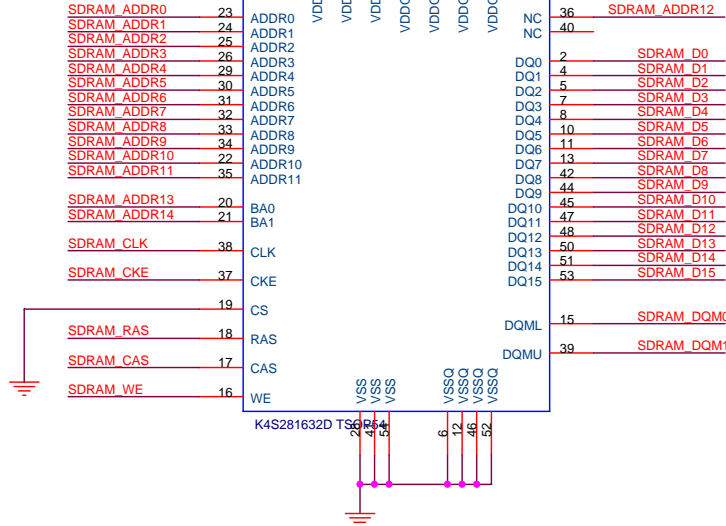 SDRAM_ADDR0 23 ADDR0
SDRAM_ADDR1 24 ADDR1
SDRAM_ADDR2 25 ADDR2
SDRAM_ADDR3 26 ADDR3
SDRAM_ADDR4 29 ADDR4
SDRAM_ADDR5 30 ADDR5
SDRAM_ADDR6 31 ADDR6
SDRAM_ADDR7 32 ADDR7
SDRAM_ADDR8 33 ADDR8
SDRAM_ADDR9 34 ADDR9
SDRAM_ADDR10 22 ADDR10
SDRAM_ADDR11 35 ADDR11
SDRAM_ADDR13 20 BA0
SDRAM_ADDR14 21 BA1
SDRAM_CLK 38 CLK
SDRAM_CKE 37 CKE
19 CS
SDRAM_RAS 18 RAS
SDRAM_CAS 17 CAS
SDRAM_WE 16 WE
NC 36 SDRAM_ADDR12
NC 40
DQ0 2 SDRAM_D0
DQ1 4 SDRAM_D1
DQ2 5 SDRAM_D2
DQ3 7 SDRAM_D3
DQ4 8 SDRAM_D4
DQ5 10 SDRAM_D5
DQ6 11 SDRAM_D6
DQ7 13 SDRAM_D7
DQ8 42 SDRAM_D8
DQ9 44 SDRAM_D9
DQ10 45 SDRAM_D10
DQ11 47 SDRAM_D11
DQ12 48 SDRAM_D12
DQ13 50 SDRAM_D13
DQ14 51 SDRAM_D14
DQ15 53 SDRAM_D15
DQML 15 SDRAM_DQM0
DQMU 39 SDRAM_DQM1
VSS 28
VSS 41
VSS 54
VSSQ 6
VSSQ 12
VSSQ 46
VSSQ 52
K4S281632D TSOP54